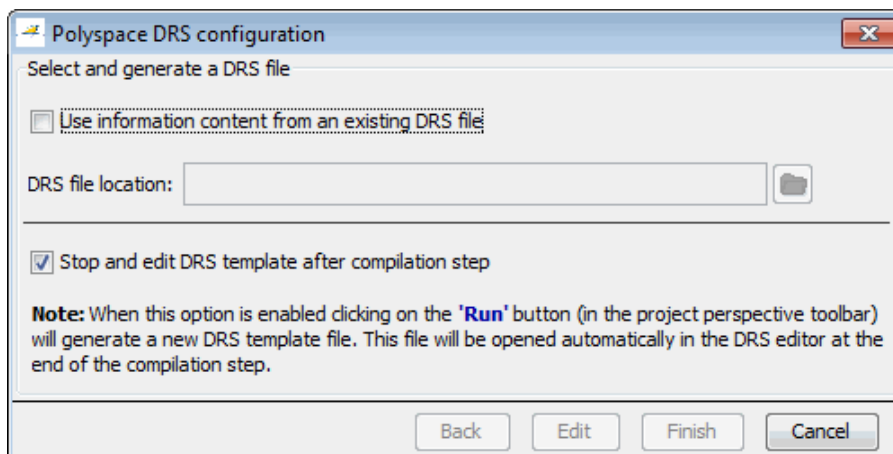 Polyspace DRS configuration
Select and generate a DRS file
Use information content from an existing DRS file
DRS file location:
Stop and edit DRS template after compilation step
Note: When this option is enabled clicking on the 'Run' button (in the project perspective toolbar)
will generate a new DRS template file. This file will be opened automatically in the DRS editor at the
end of the compilation step.
Back Edit Finish Cancel